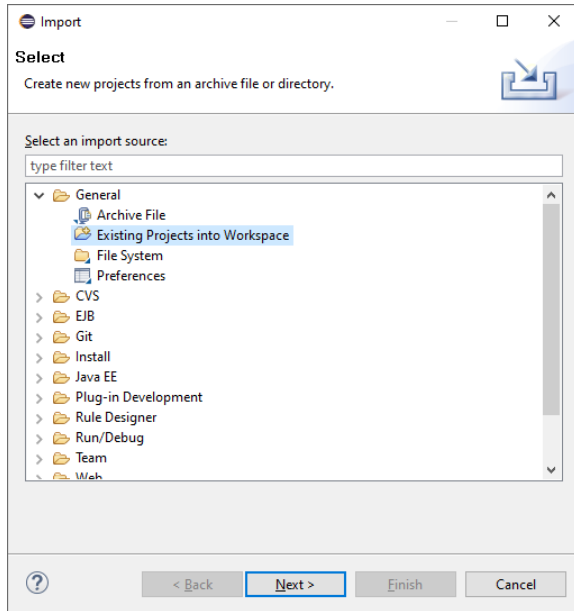 Import
Select
Create new projects from an archive file or directory.
Select an import source:
type filter text
General
Archive File
Existing Projects into Workspace
File System
Preferences
CVS
EJB
Git
Install
Java EE
Plug-in Development
Rule Designer
Run/Debug
Team
Web
? < Back Next > Finish Cancel